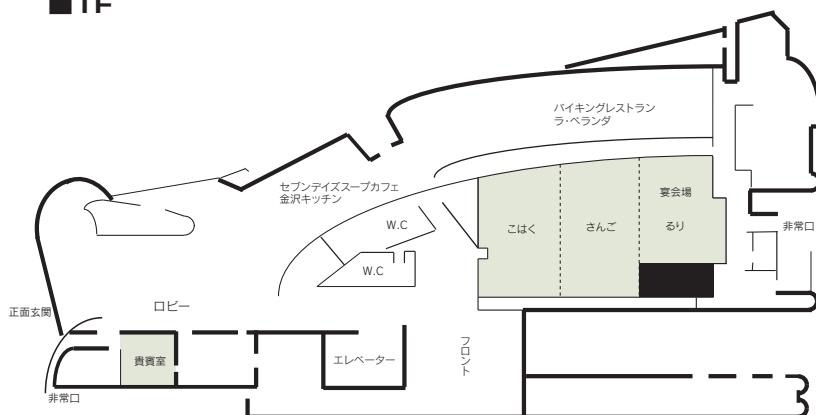 ■1F
バイキングレストラン
ラ・ベランダ
セブンデイズスープカフェ
金沢キッチン
宴会場
こはく
さんご
るり
非常口
W.C
W.C
正面玄関
ロビー
貴賓室
エレベーター
フロント
非常口